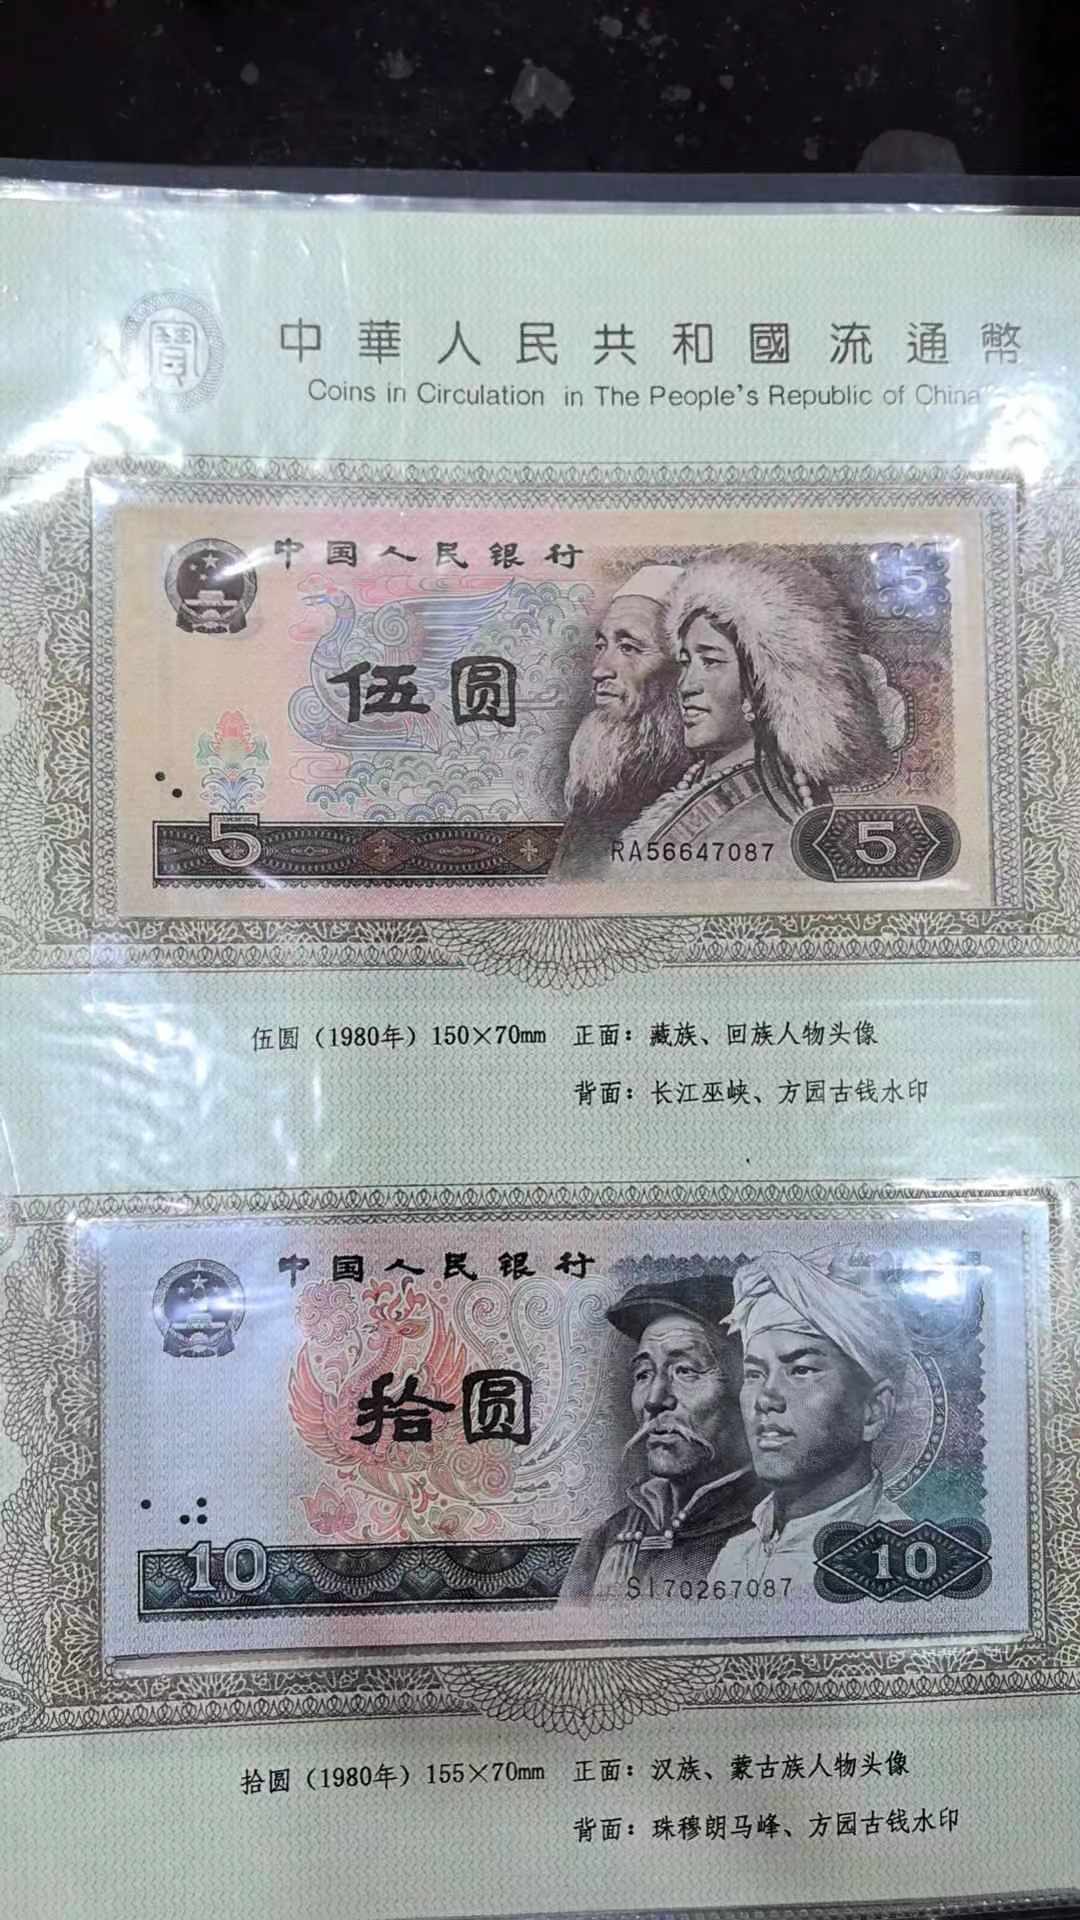 寶
中華人民共和國流通幣
Coins in Circulation in The People's Republic of China
中国人民银行
5
伍圆
5
RA56647087
5
伍圆（1980年）150×70mm 正面：藏族、回族人物头像
背面：长江巫峡、方园古钱水印
中国人民银行
拾圆
10
SI70267087
10
拾圆（1980年）155×70mm 正面：汉族、蒙古族人物头像
背面：珠穆朗马峰、方园古钱水印